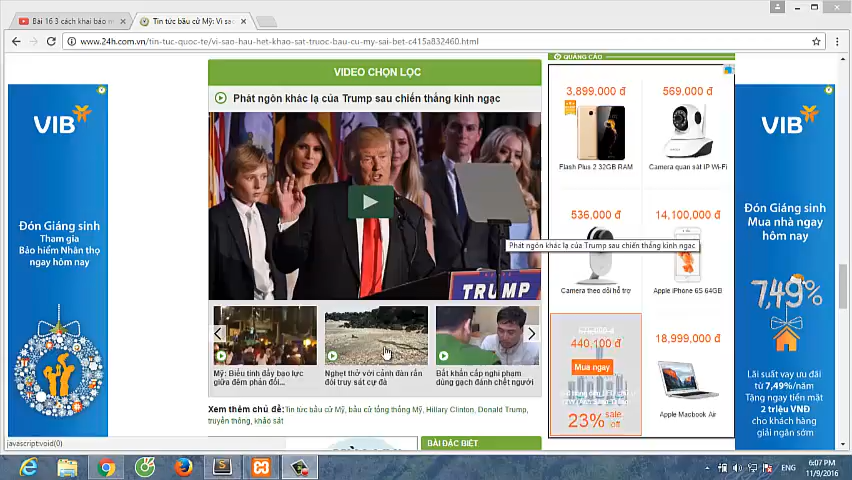 Bài 16 3 cách khai báo m
Tin tức bầu cử Mỹ: Vì sa
www.24h.com.vn/tin-tuc-quoc-te/vi-sao-hau-het-khao-sat-truoc-bau-cu-my-sai-bet-c415a832460.html
VIDEO CHỌN LỌC
Phát ngôn khác lạ của Trump sau chiến thắng kinh ngạc
TRUMP
Mỹ: Biểu tình đầy bạo lực
giữa đêm phản đối...
Nghẹt thở với cảnh đàn rắn
đói truy sát cự đà
Bắt khẩn cấp nghi phạm
dùng gạch đánh chết người
Xem thêm chủ đề: Tin tức bầu cử Mỹ, bầu cử tổng thống Mỹ, Hillary Clinton, Donald Trump,
truyền thông, khảo sát
BÀI ĐẶC BIỆT
QUẢNG CÁO
3,899,000 đ
569,000 đ
Flash Plus 2 32GB RAM
Camera quan sát IP Wi-Fi
536,000 đ
14,100,000 đ
Phát ngôn khác lạ của Trump sau chiến thắng kinh ngạc
Camera theo dõi hỗ trợ
Apple iPhone 6S 64GB
440,100 đ
18,999,000 đ
Mua ngay
23% sale off
Apple Macbook Air
VIB
Đón Giáng sinh
Tham gia
Bảo hiểm Nhân thọ
ngay hôm nay
VIB
Đón Giáng sinh
Mua nhà ngay
hôm nay
7,49%
Lãi suất vay ưu đãi
từ 7,49%/năm
Tặng ngay tiền mặt
2 triệu VNĐ
cho khách hàng
giải ngân sớm
javascript:void(0)
ENG
6:07 PM
11/9/2016